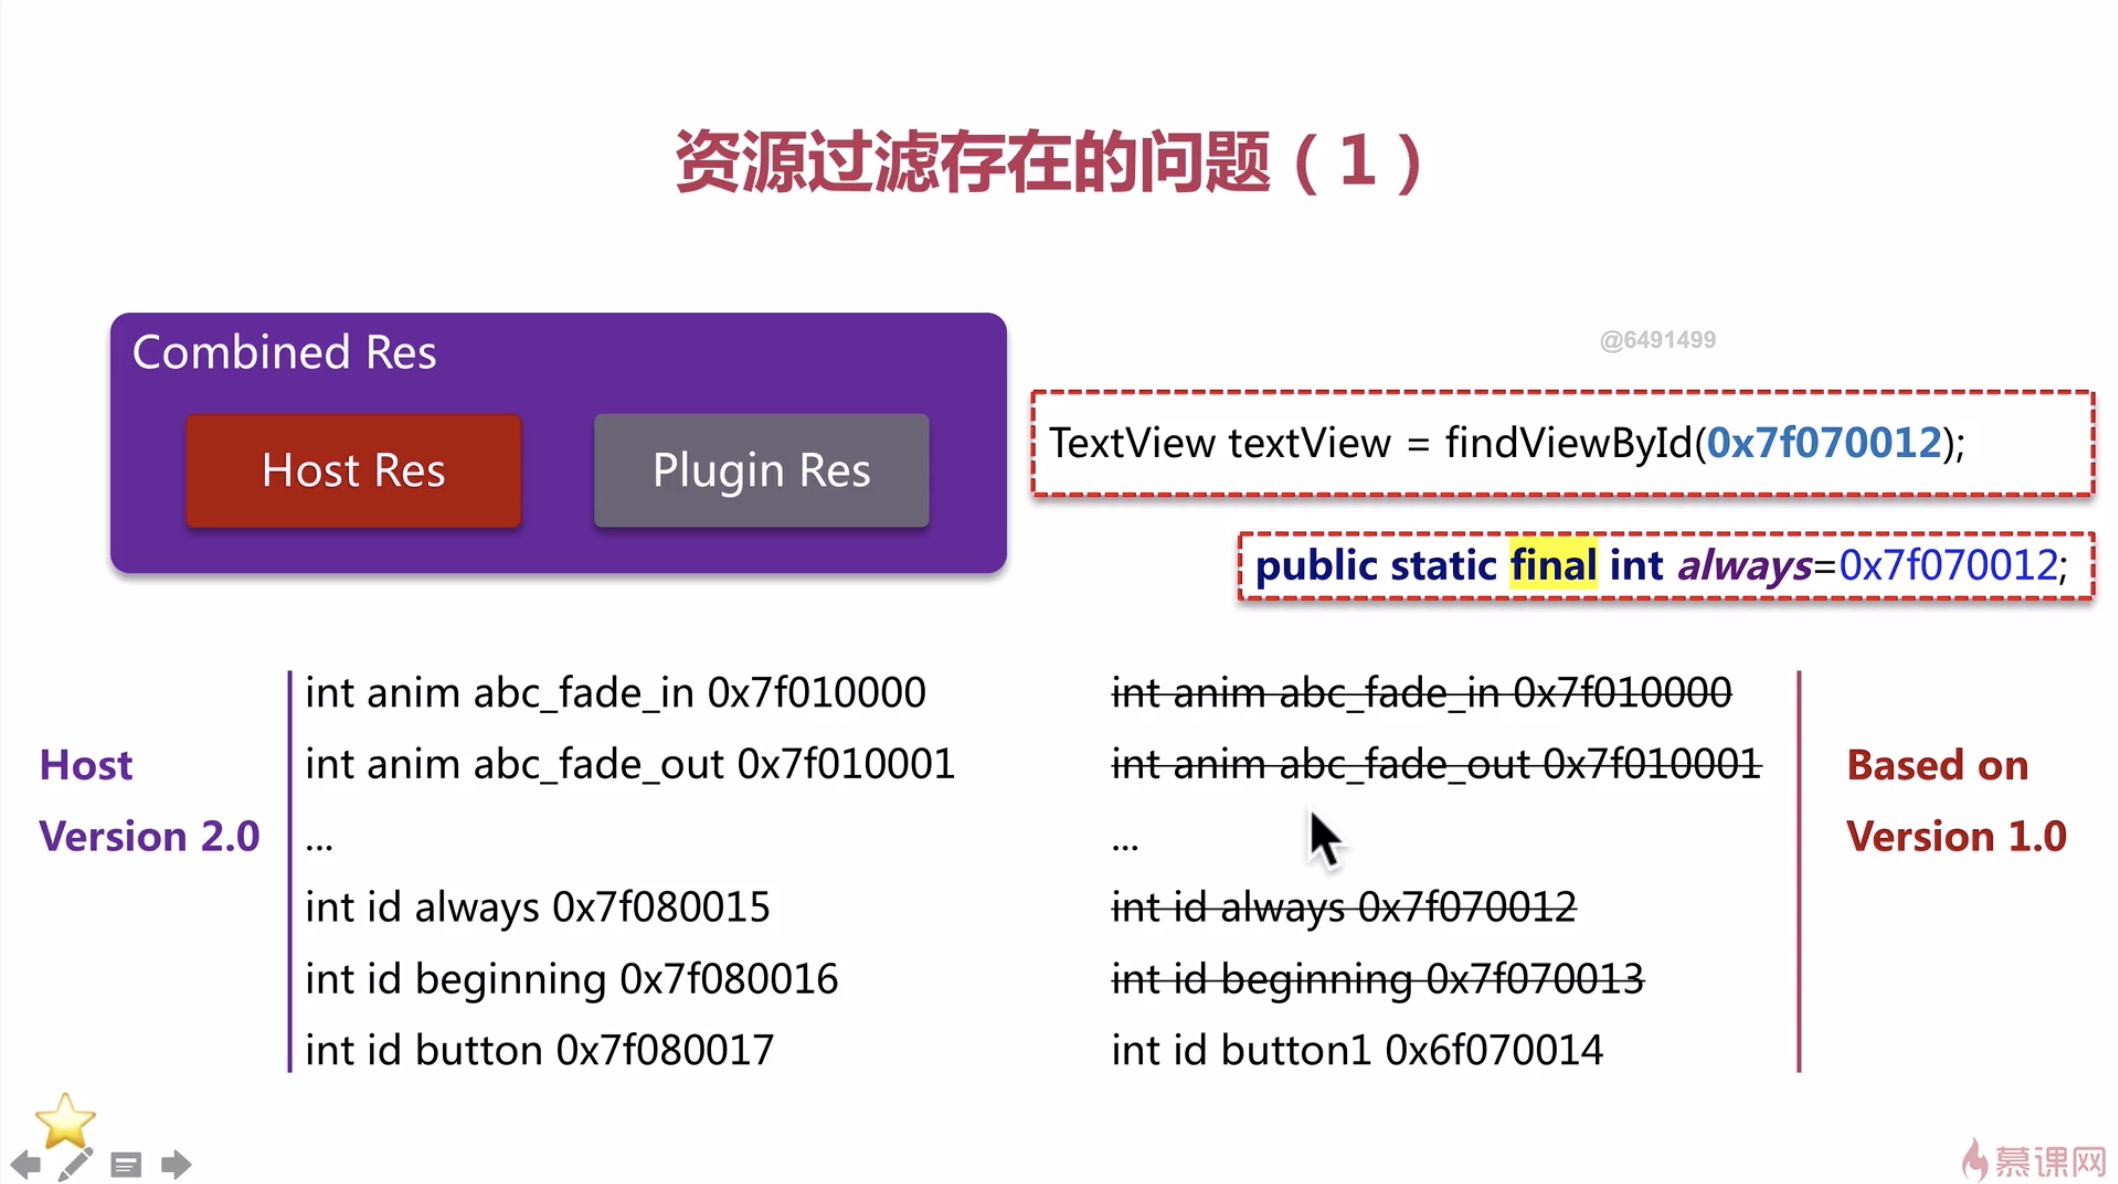 资源过滤存在的问题（1）
Combined Res
Host Res
Plugin Res
@6491499
TextView textView = findViewById(0x7f070012);
public static final int always=0x7f070012;
Host
Version 2.0
int anim abc_fade_in 0x7f010000
int anim abc_fade_out 0x7f010001
...
int id always 0x7f080015
int id beginning 0x7f080016
int id button 0x7f080017
int anim abc_fade_in 0x7f010000
int anim abc_fade_out 0x7f010001
...
int id always 0x7f070012
int id beginning 0x7f070013
int id button1 0x6f070014
Based on
Version 1.0
慕课网